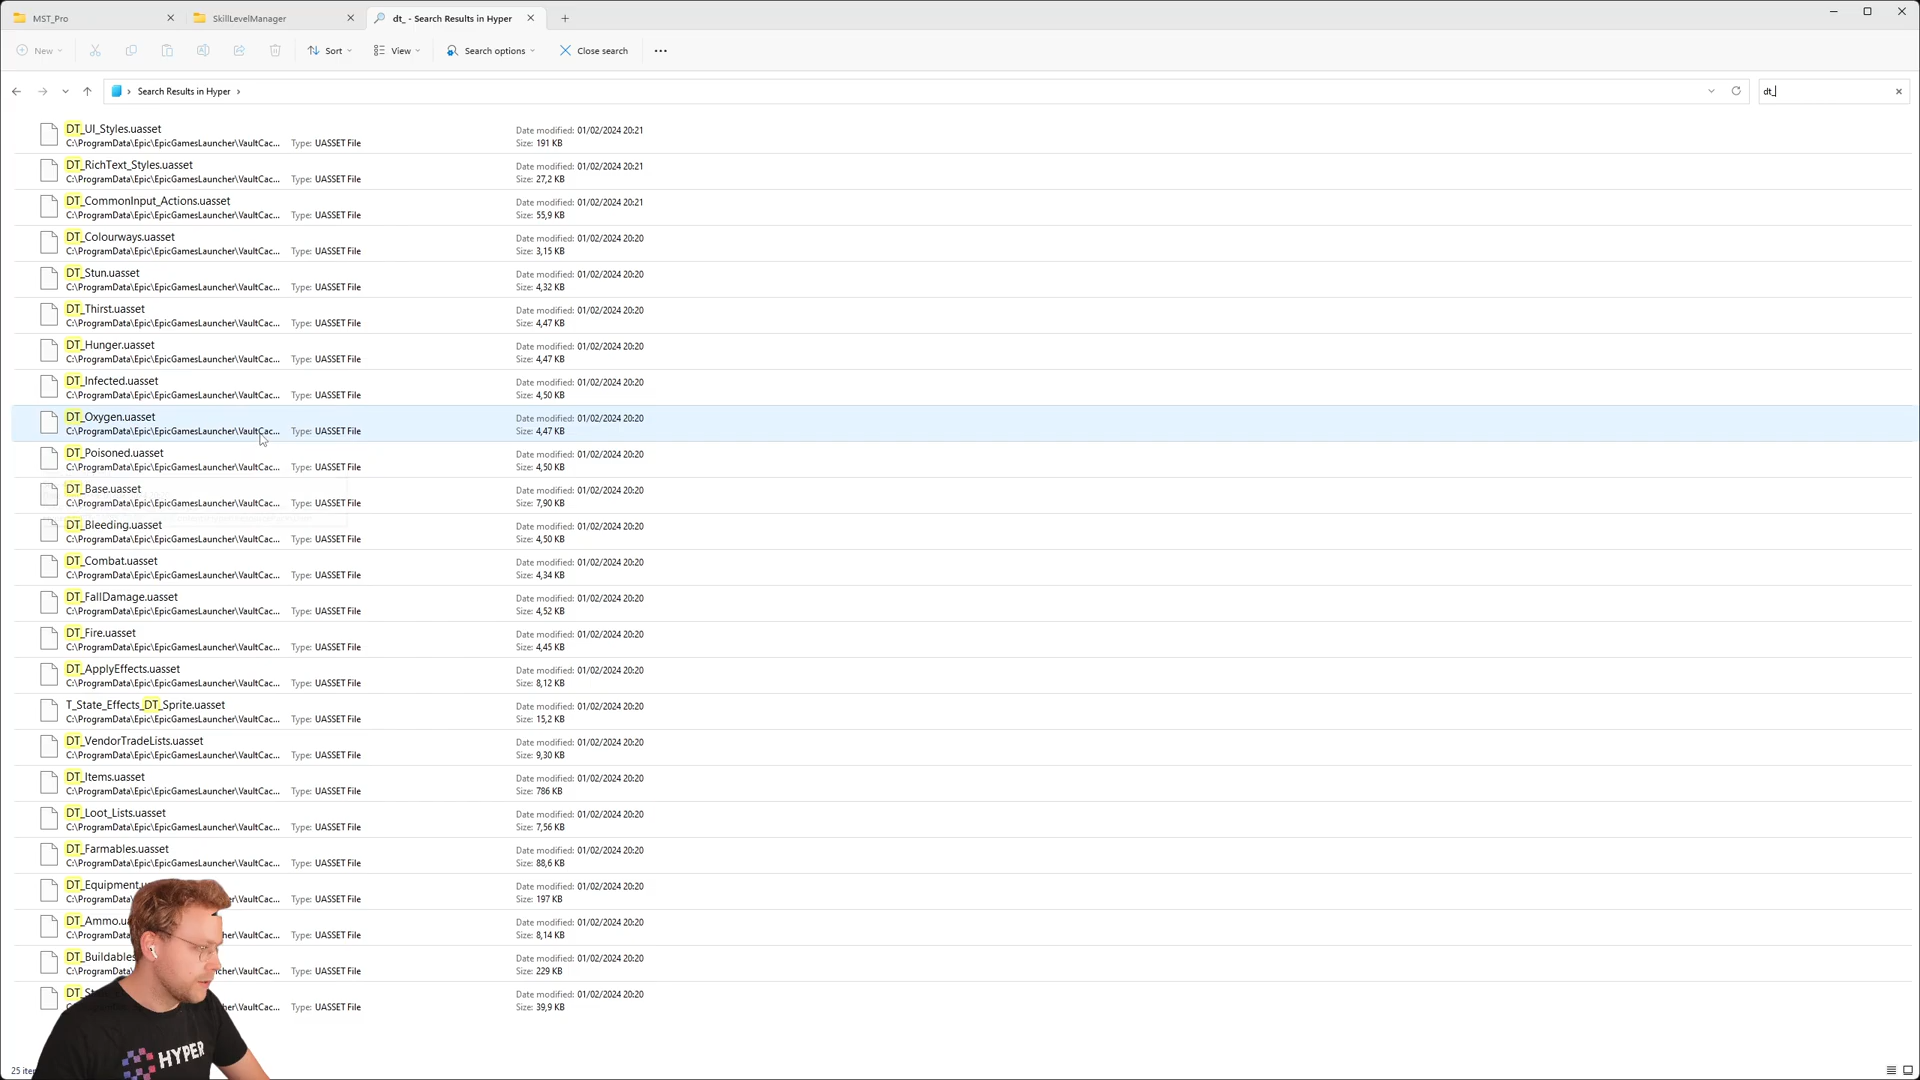 MST_Pro
SkillLevelManager
dt_ - Search Results in Hyper
New
Sort
View
Search options
Close search
Search Results in Hyper
dt_
DT_UI_Styles.uasset
C:\ProgramData\Epic\EpicGamesLauncher\VaultCac... Type: UASSET File
Date modified: 01/02/2024 20:21
Size: 191 KB
DT_RichText_Styles.uasset
C:\ProgramData\Epic\EpicGamesLauncher\VaultCac... Type: UASSET File
Date modified: 01/02/2024 20:21
Size: 27,2 KB
DT_CommonInput_Actions.uasset
C:\ProgramData\Epic\EpicGamesLauncher\VaultCac... Type: UASSET File
Date modified: 01/02/2024 20:21
Size: 55,9 KB
DT_Colourways.uasset
C:\ProgramData\Epic\EpicGamesLauncher\VaultCac... Type: UASSET File
Date modified: 01/02/2024 20:20
Size: 3,15 KB
DT_Stun.uasset
C:\ProgramData\Epic\EpicGamesLauncher\VaultCac... Type: UASSET File
Date modified: 01/02/2024 20:20
Size: 4,32 KB
DT_Thirst.uasset
C:\ProgramData\Epic\EpicGamesLauncher\VaultCac... Type: UASSET File
Date modified: 01/02/2024 20:20
Size: 4,47 KB
DT_Hunger.uasset
C:\ProgramData\Epic\EpicGamesLauncher\VaultCac... Type: UASSET File
Date modified: 01/02/2024 20:20
Size: 4,47 KB
DT_Infected.uasset
C:\ProgramData\Epic\EpicGamesLauncher\VaultCac... Type: UASSET File
Date modified: 01/02/2024 20:20
Size: 4,50 KB
DT_Oxygen.uasset
C:\ProgramData\Epic\EpicGamesLauncher\VaultCac... Type: UASSET File
Date modified: 01/02/2024 20:20
Size: 4,47 KB
DT_Poisoned.uasset
C:\ProgramData\Epic\EpicGamesLauncher\VaultCac... Type: UASSET File
Date modified: 01/02/2024 20:20
Size: 4,50 KB
DT_Base.uasset
C:\ProgramData\Epic\EpicGamesLauncher\VaultCac... Type: UASSET File
Date modified: 01/02/2024 20:20
Size: 7,90 KB
DT_Bleeding.uasset
C:\ProgramData\Epic\EpicGamesLauncher\VaultCac... Type: UASSET File
Date modified: 01/02/2024 20:20
Size: 4,50 KB
DT_Combat.uasset
C:\ProgramData\Epic\EpicGamesLauncher\VaultCac... Type: UASSET File
Date modified: 01/02/2024 20:20
Size: 4,34 KB
DT_FallDamage.uasset
C:\ProgramData\Epic\EpicGamesLauncher\VaultCac... Type: UASSET File
Date modified: 01/02/2024 20:20
Size: 4,52 KB
DT_Fire.uasset
C:\ProgramData\Epic\EpicGamesLauncher\VaultCac... Type: UASSET File
Date modified: 01/02/2024 20:20
Size: 4,45 KB
DT_ApplyEffects.uasset
C:\ProgramData\Epic\EpicGamesLauncher\VaultCac... Type: UASSET File
Date modified: 01/02/2024 20:20
Size: 8,12 KB
T_State_Effects_DT_Sprite.uasset
C:\ProgramData\Epic\EpicGamesLauncher\VaultCac... Type: UASSET File
Date modified: 01/02/2024 20:20
Size: 15,2 KB
DT_VendorTradeLists.uasset
C:\ProgramData\Epic\EpicGamesLauncher\VaultCac... Type: UASSET File
Date modified: 01/02/2024 20:20
Size: 9,30 KB
DT_Items.uasset
C:\ProgramData\Epic\EpicGamesLauncher\VaultCac... Type: UASSET File
Date modified: 01/02/2024 20:20
Size: 786 KB
DT_Loot_Lists.uasset
C:\ProgramData\Epic\EpicGamesLauncher\VaultCac... Type: UASSET File
Date modified: 01/02/2024 20:20
Size: 7,56 KB
DT_Farmables.uasset
C:\ProgramData\Epic\EpicGamesLauncher\VaultCac... Type: UASSET File
Date modified: 01/02/2024 20:20
Size: 88,6 KB
DT_Equipment.u
C:\ProgramData Type: UASSET File
Date modified: 01/02/2024 20:20
Size: 197 KB
DT_Ammo.ua
C:\ProgramData cher\VaultCac... Type: UASSET File
Date modified: 01/02/2024 20:20
Size: 8,14 KB
DT_Buildables
C:\ProgramD cher\VaultCac... Type: UASSET File
Date modified: 01/02/2024 20:20
Size: 229 KB
DT_S
cher\VaultCac... Type: UASSET File
Date modified: 01/02/2024 20:20
Size: 39,9 KB
25 ite
HYPER